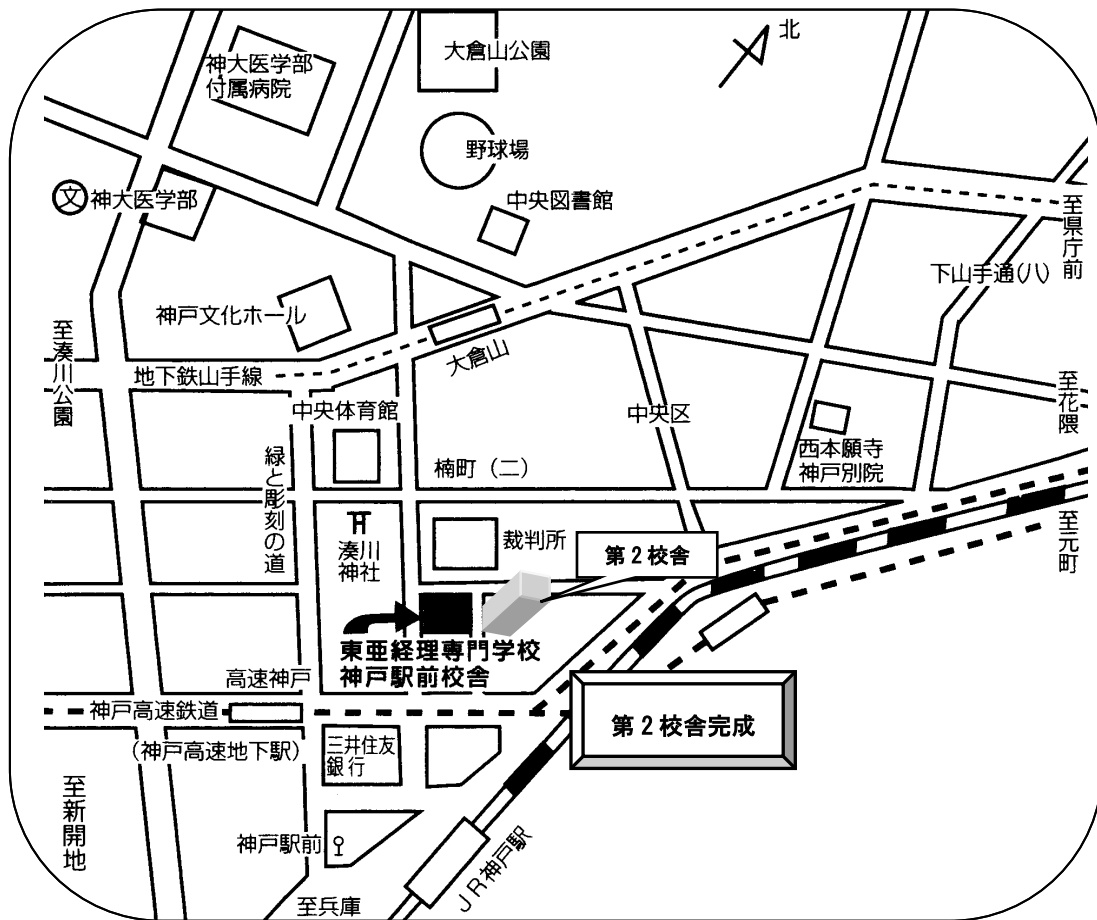 北
大倉山公園
神大医学部
付属病院
野球場
文
神大医学部
中央図書館
至県庁前
下山手通(八)
神戸文化ホール
至湊川公園
大倉山
地下鉄山手線
至花隈
中央体育館
中央区
西本願寺
神戸別院
楠町(二)
緑と彫刻の道
湊川
神社
裁判所
第2校舎
至元町
東亜経理専門学校
神戸駅前校舎
高速神戸
神戸高速鉄道
第2校舎完成
(神戸高速地下駅)
三井住友
銀行
至新開地
神戸駅前
JR神戸駅
至兵庫